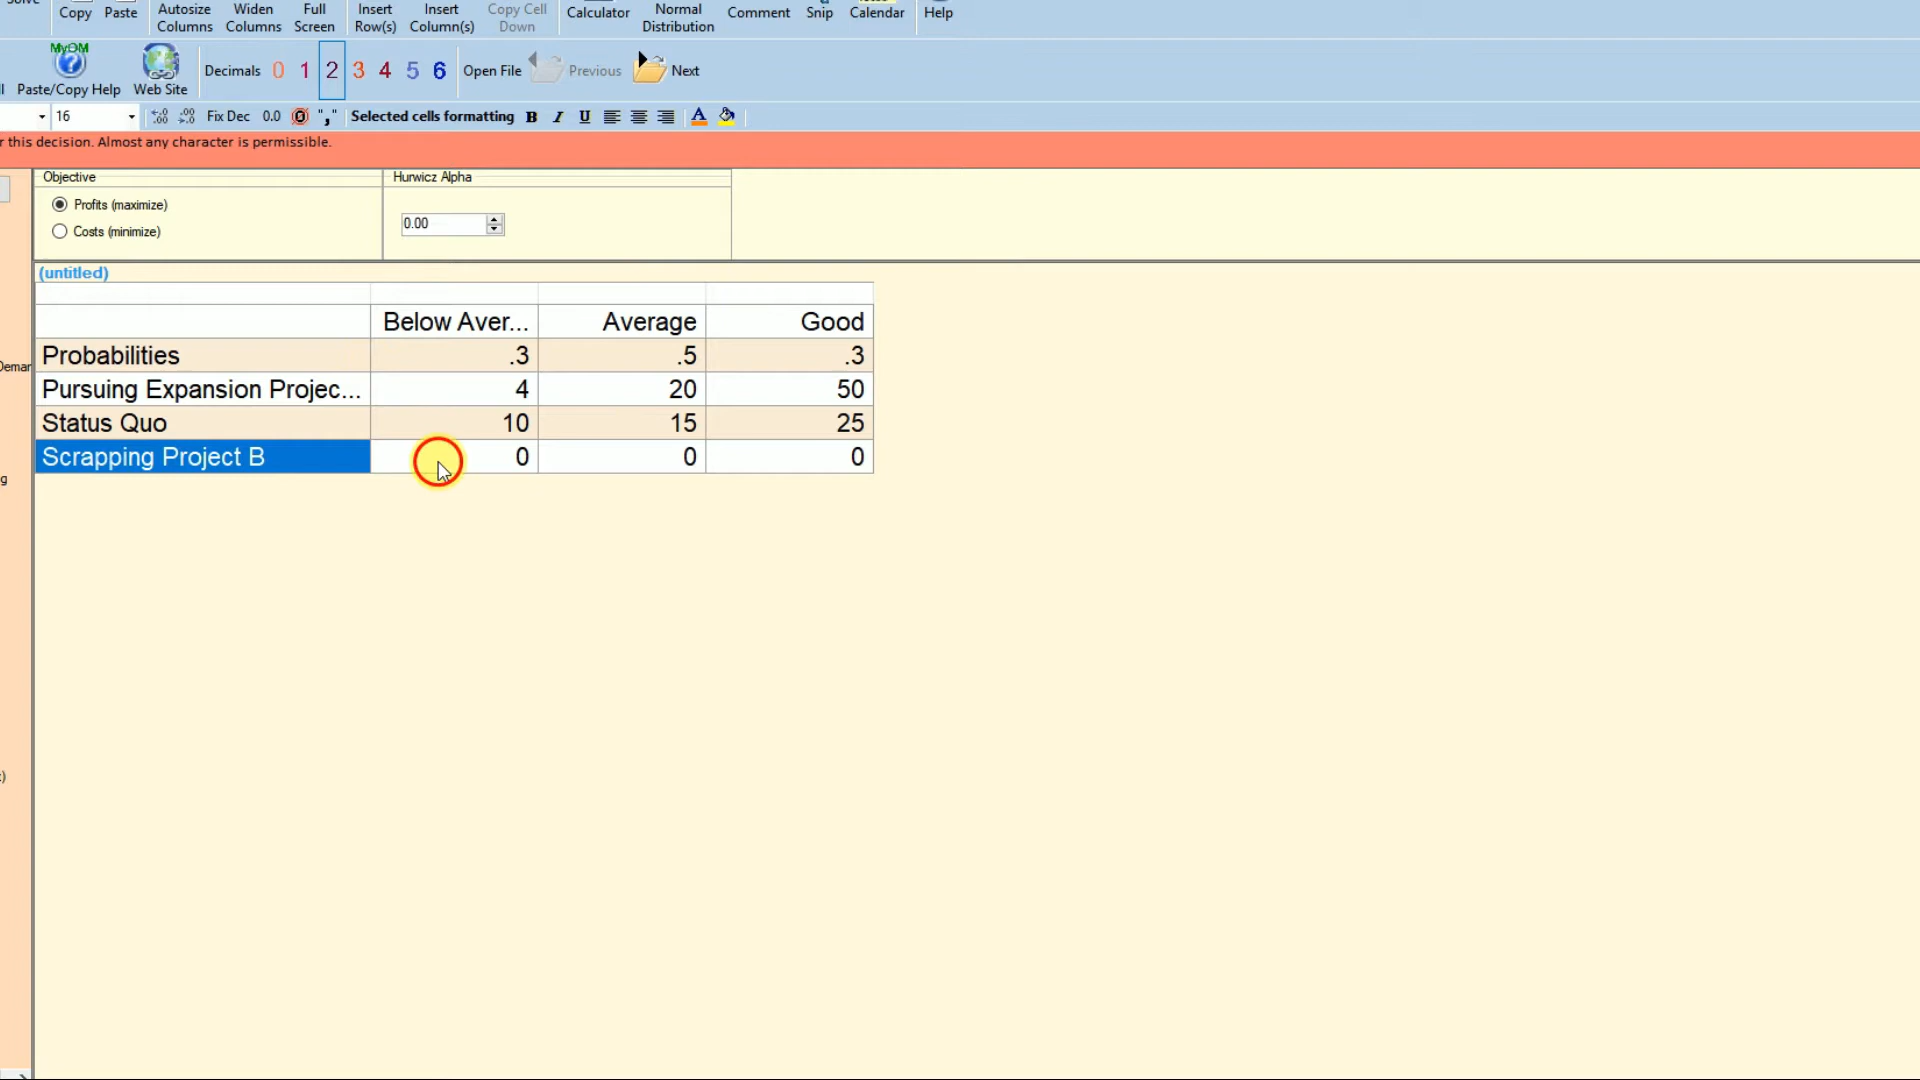 Copy Paste Autosize Columns Widen Columns Full Screen Insert Row(s) Insert Column(s) Copy Cell Down Calculator Normal Distribution Comment Snip Calendar Help
MyOM
Paste/Copy Help Web Site Decimals 0 1 2 3 4 5 6 Open File Previous Next
16 Fix Dec 0.0 "," Selected cells formatting B I U A
this decision. Almost any character is permissible.
Objective Hurwicz Alpha
Profits (maximize)
0.00
Costs (minimize)
(untitled)
Below Aver... Average Good
Probabilities .3 .5 .3
Pursuing Expansion Projec... 4 20 50
Status Quo 10 15 25
Scrapping Project B 0 0 0